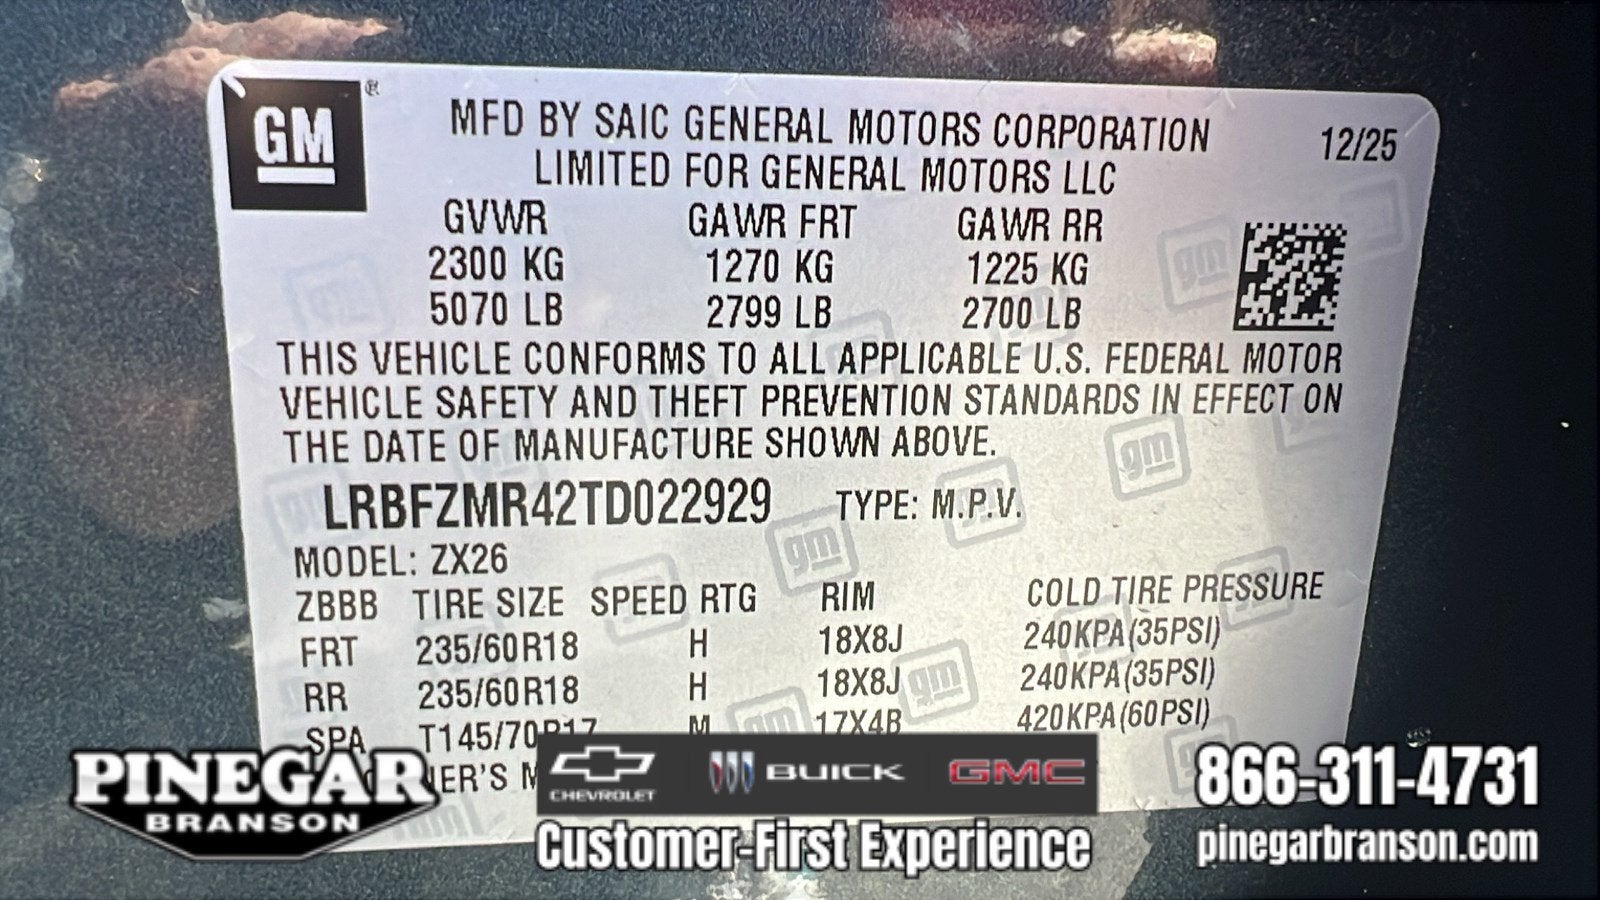 GM ®
MFD BY SAIC GENERAL MOTORS CORPORATION
LIMITED FOR GENERAL MOTORS LLC
12/25
GVWR GAWR FRT GAWR RR
2300 KG 1270 KG 1225 KG
5070 LB 2799 LB 2700 LB
THIS VEHICLE CONFORMS TO ALL APPLICABLE U.S. FEDERAL MOTOR
VEHICLE SAFETY AND THEFT PREVENTION STANDARDS IN EFFECT ON
THE DATE OF MANUFACTURE SHOWN ABOVE.
LRBFZMR42TD022929 TYPE: M.P.V.
MODEL: ZX26
ZBBB TIRE SIZE SPEED RTG RIM COLD TIRE PRESSURE
FRT 235/60R18 H 18X8J 240KPA(35PSI)
RR 235/60R18 H 18X8J 240KPA(35PSI)
SPA T145/70R17 M 17X4B 420KPA(60PSI)
PINEGAR
BRANSON
CHEVROLET
BUICK
GMC
Customer-First Experience
866-311-4731
pinegarbranson.com